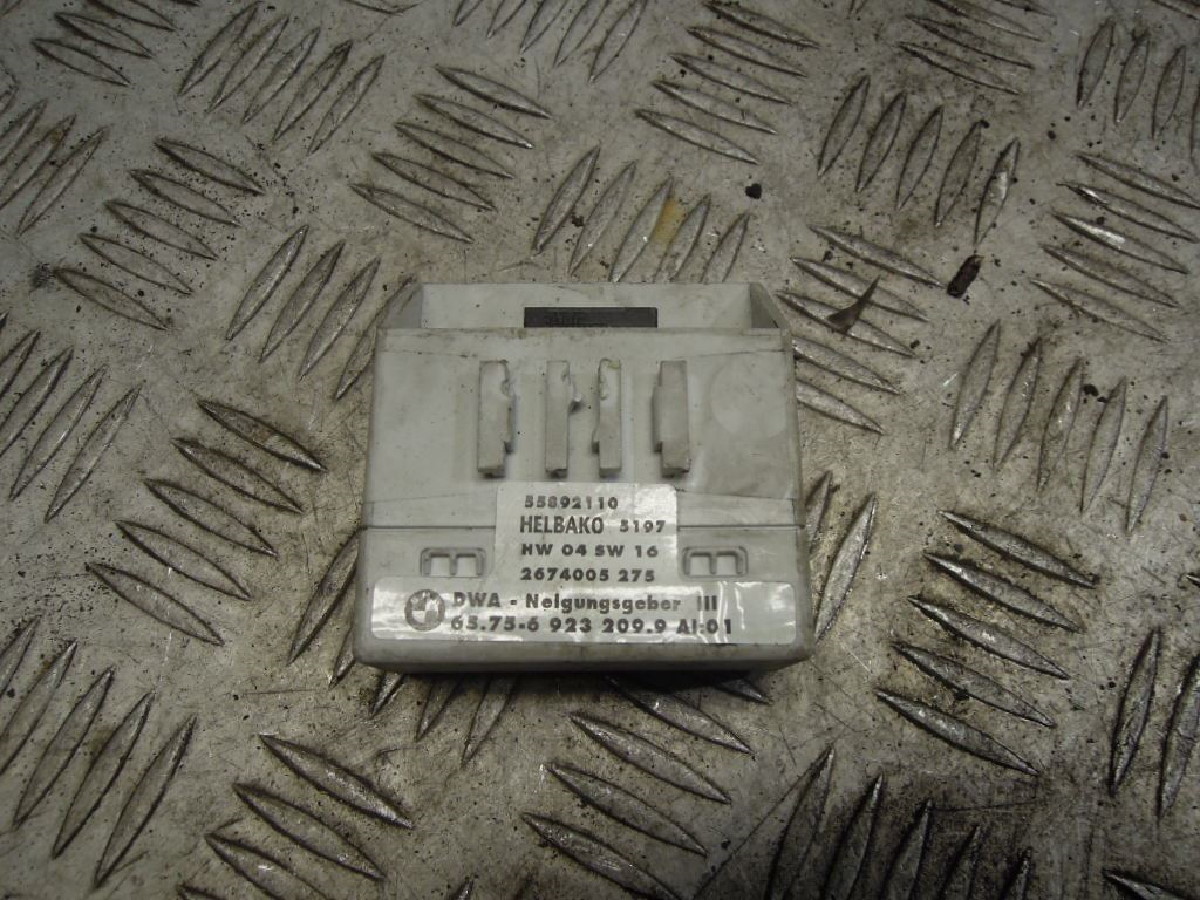 55892110
HELBAKO 5197
HW 04 SW 16
2674005 275
DWA - Neigungsgeber III
65.75-6 923 209.9 AI:01